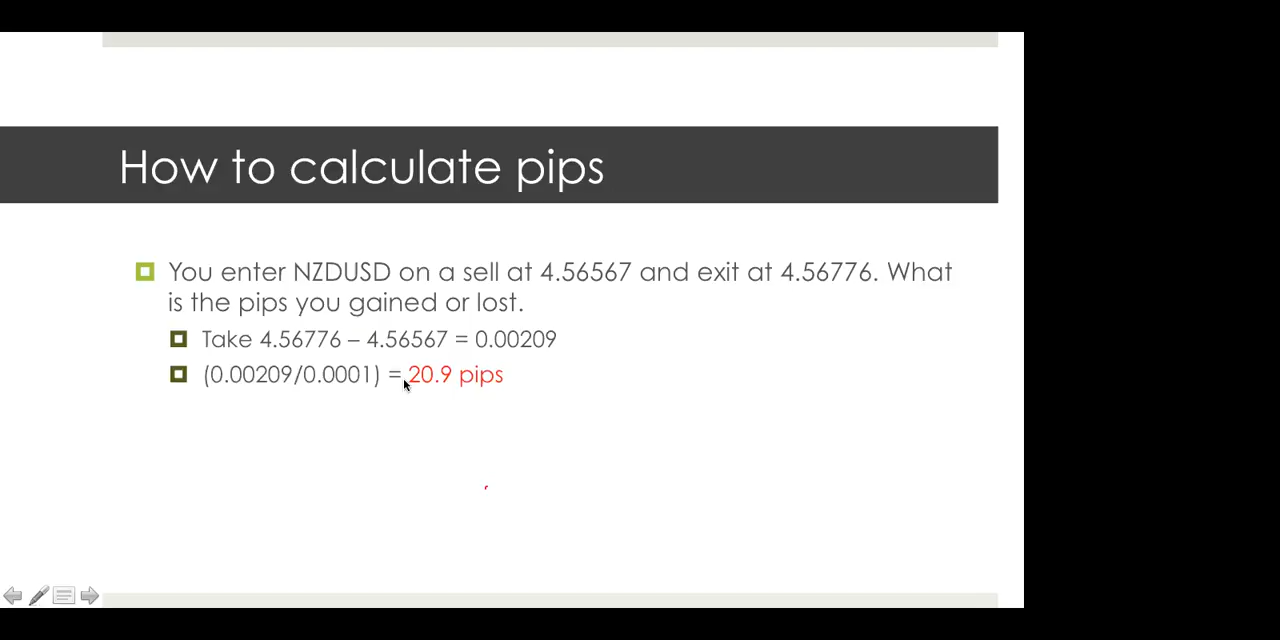 How to calculate pips
You enter NZDUSD on a sell at 4.56567 and exit at 4.56776. What
is the pips you gained or lost.
Take 4.56776 – 4.56567 = 0.00209
(0.00209/0.0001) = 20.9 pips